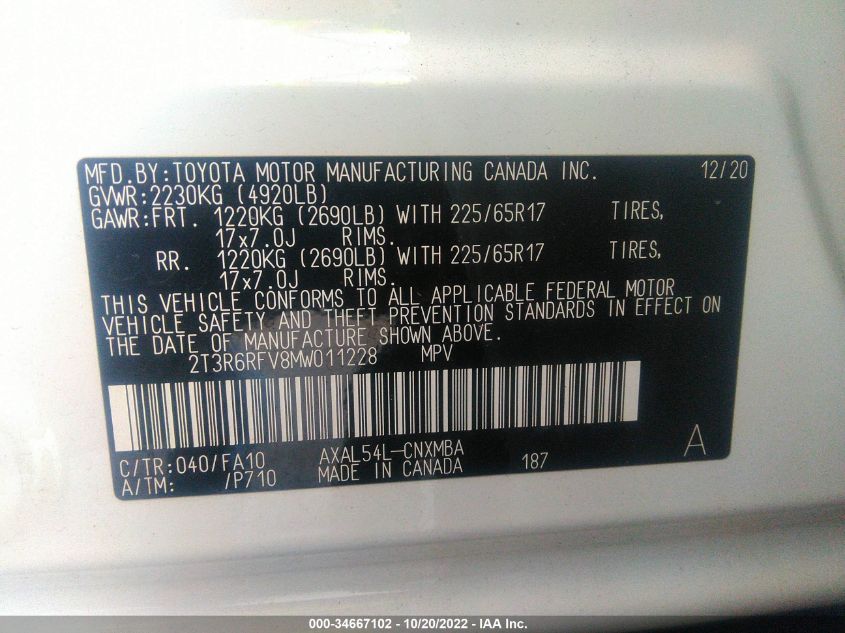 MFD.BY:TOYOTA MOTOR MANUFACTURING CANADA INC. 12/20
GVWR:2230KG (4920LB)
GAWR:FRT. 1220KG (2690LB) WITH 225/65R17 TIRES,
17x7.0J RIMS.
RR. 1220KG (2690LB) WITH 225/65R17 TIRES,
17x7.0J RIMS.
THIS VEHICLE CONFORMS TO ALL APPLICABLE FEDERAL MOTOR
VEHICLE SAFETY AND THEFT PREVENTION STANDARDS IN EFFECT ON
THE DATE OF MANUFACTURE SHOWN ABOVE.
2T3R6RFV8MW011228 MPV
C/TR:040/FA10 AXAL54L-CNXMBA 187 A
A/TM: /P710 MADE IN CANADA
000-34667102 - 10/20/2022 - IAA Inc.